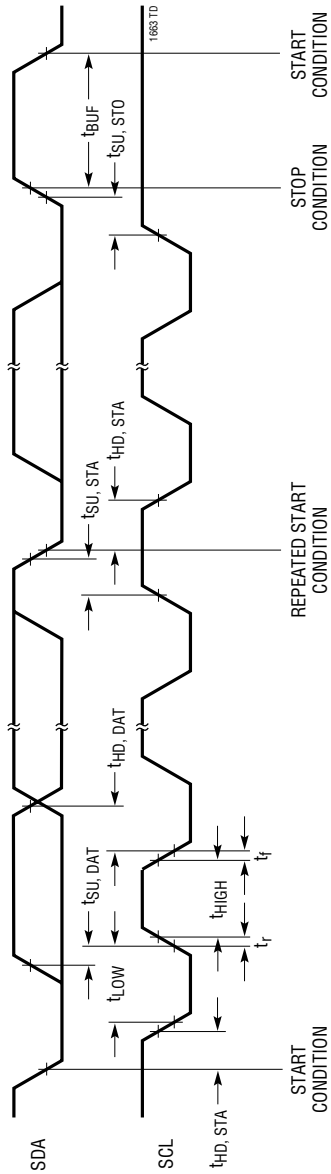 SDA
SCL
t_HD, STA
START CONDITION
t_LOW
t_r
t_SU, DAT
t_HIGH
t_f
t_HD, DAT
t_SU, STA
REPEATED START CONDITION
t_HD, STA
t_SU, STO
STOP CONDITION
t_BUF
START CONDITION
1663 TD